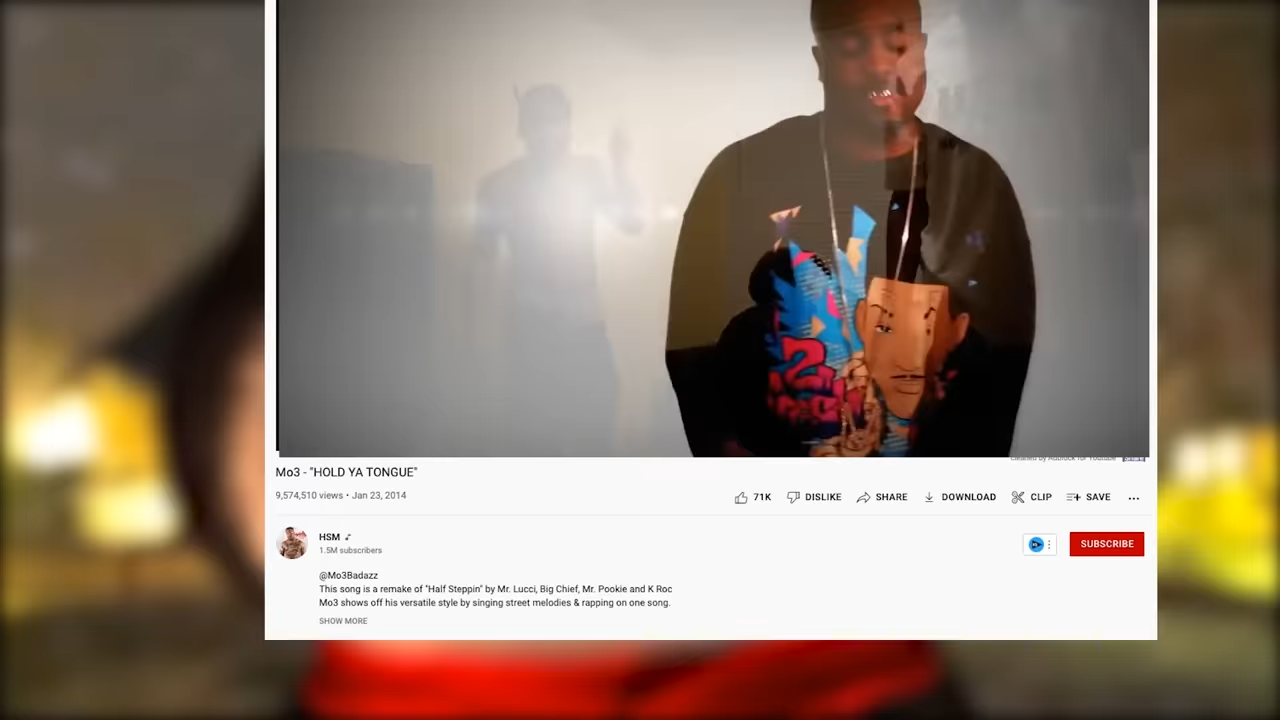 Mo3 - "HOLD YA TONGUE"
9,574,510 views • Jan 23, 2014
71K DISLIKE SHARE DOWNLOAD CLIP SAVE ...
HSM
1.5M subscribers
SUBSCRIBE
@Mo3Badazz
This song is a remake of "Half Steppin" by Mr. Lucci, Big Chief, Mr. Pookie and K Roc
Mo3 shows off his versatile style by singing street melodies & rapping on one song.
SHOW MORE